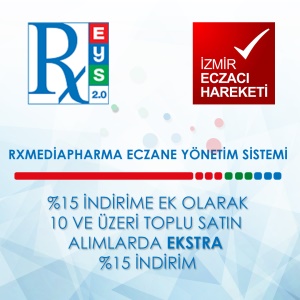 Rx
EyS
2.0
İZMİR
ECZACI
HAREKETİ
RXMEDIAPHARMA ECZANE YÖNETİM SİSTEMİ
%15 İNDİRİME EK OLARAK
10 VE ÜZERİ TOPLU SATIN
ALIMLARDA EKSTRA
%15 İNDİRİM